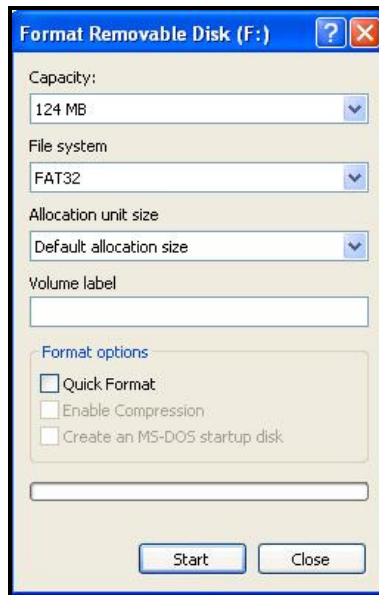 Format Removable Disk (F:)
Capacity:
124 MB
File system
FAT32
Allocation unit size
Default allocation size
Volume label
Format options
Quick Format
Enable Compression
Create an MS-DOS startup disk
Start Close